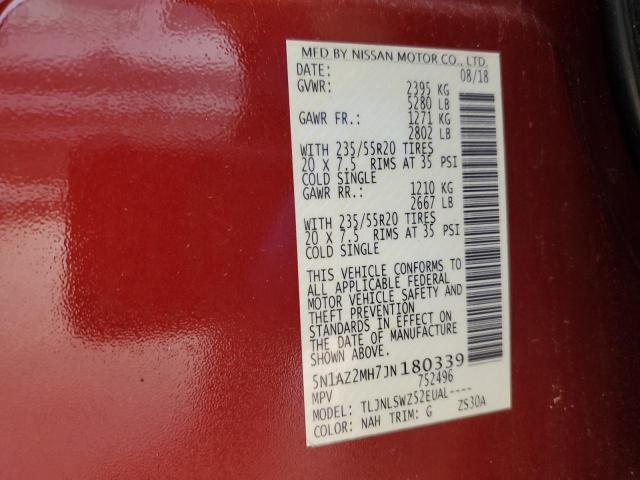 MFD BY NISSAN MOTOR CO., LTD.
DATE: 08/18
GVWR: 2395 KG
5280 LB
GAWR FR.: 1271 KG
2802 LB
WITH 235/55R20 TIRES
20 X 7.5 RIMS AT 35 PSI
COLD SINGLE
GAWR RR.: 1210 KG
2667 LB
WITH 235/55R20 TIRES
20 X 7.5 RIMS AT 35 PSI
COLD SINGLE
THIS VEHICLE CONFORMS TO
ALL APPLICABLE FEDERAL
MOTOR VEHICLE SAFETY AND
THEFT PREVENTION
STANDARDS IN EFFECT ON
THE DATE OF MANUFACTURE
SHOWN ABOVE.
5N1AZ2MH7JN180339
MPV 752496
MODEL: TLJNLSWZ52EUAL----
COLOR: NAH TRIM: G ZS30A